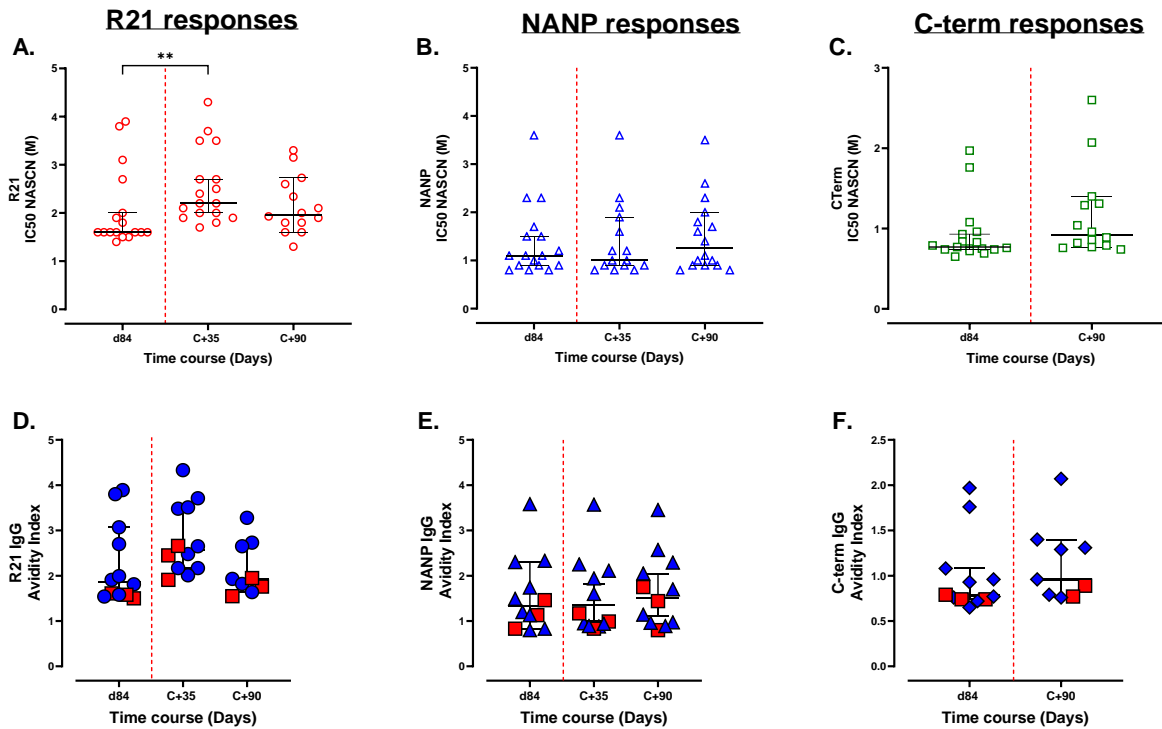 R21 responses
NANP responses
C-term responses
A.
**
5
4
3
2
1
0
R21
IC50 NASCN (M)
d84
C+35
C+90
Time course (Days)
B.
5
4
3
2
1
0
NANP
IC50 NASCN (M)
d84
C+35
C+90
Time course (Days)
C.
3
2
1
0
CTerm
IC50 NASCN (M)
d84
C+90
Time course (Days)
D.
5
4
3
2
1
0
R21 IgG
Avidity Index
d84
C+35
C+90
Time course (Days)
E.
5
4
3
2
1
0
NANP IgG
Avidity Index
d84
C+35
C+90
Time course (Days)
F.
2.5
2.0
1.5
1.0
0.5
0.0
C-term IgG
Avidity Index
d84
C+90
Time course (Days)